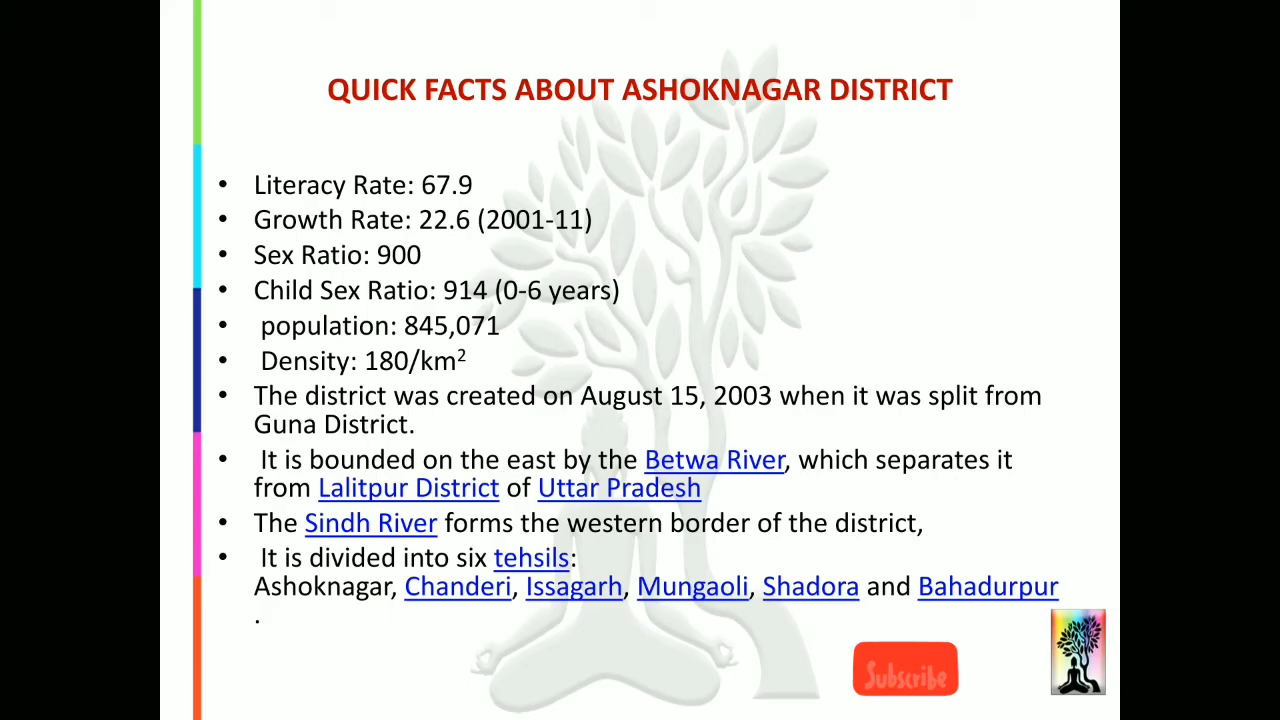 QUICK FACTS ABOUT ASHOKNAGAR DISTRICT
• Literacy Rate: 67.9
• Growth Rate: 22.6 (2001-11)
• Sex Ratio: 900
• Child Sex Ratio: 914 (0-6 years)
• population: 845,071
• Density: 180/km²
• The district was created on August 15, 2003 when it was split from
Guna District.
• It is bounded on the east by the Betwa River, which separates it
from Lalitpur District of Uttar Pradesh
• The Sindh River forms the western border of the district,
• It is divided into six tehsils:
Ashoknagar, Chanderi, Issagarh, Mungaoli, Shadora and Bahadurpur
.
Subscribe